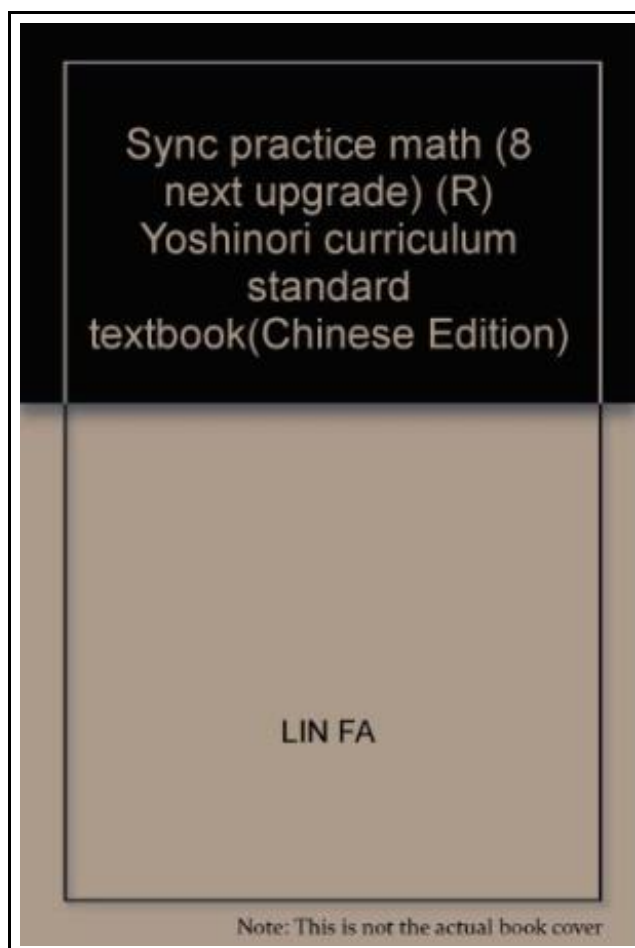 Sync practice math (8
next upgrade) (R)
Yoshinori curriculum
standard
textbook(Chinese Edition)
LIN FA
Note: This is not the actual book cover